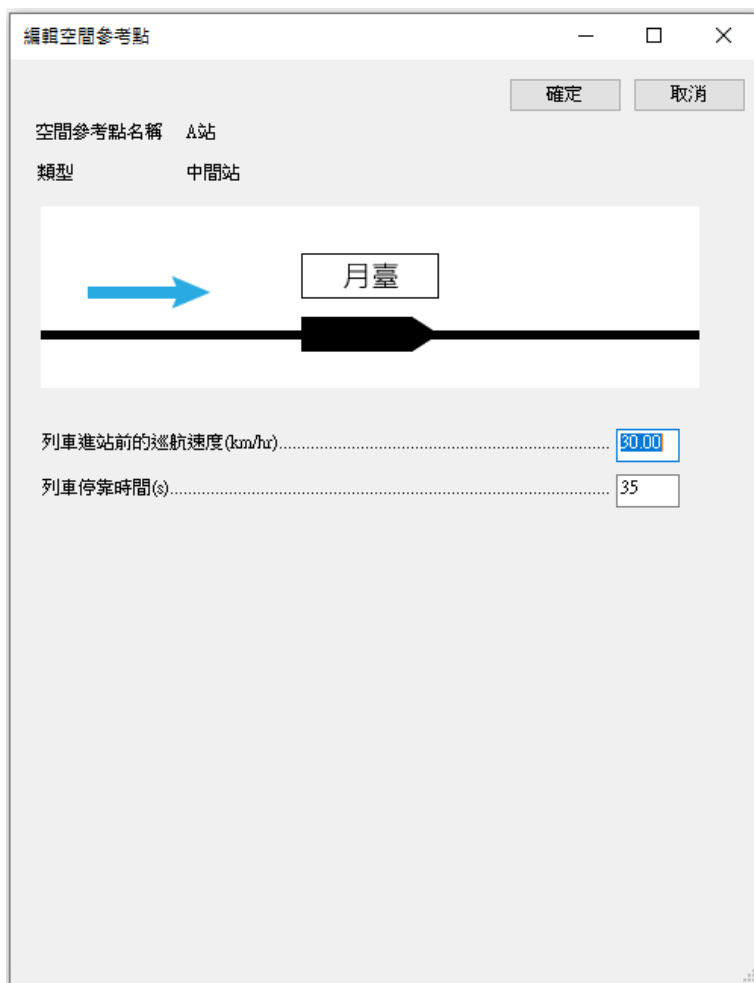 編輯空間參考點
確定 取消
空間參考點名稱 A站
類型 中間站
月臺
列車進站前的巡航速度(km/hr)................................................................................ 30.00
列車停靠時間(s)......................................................................................................... 35